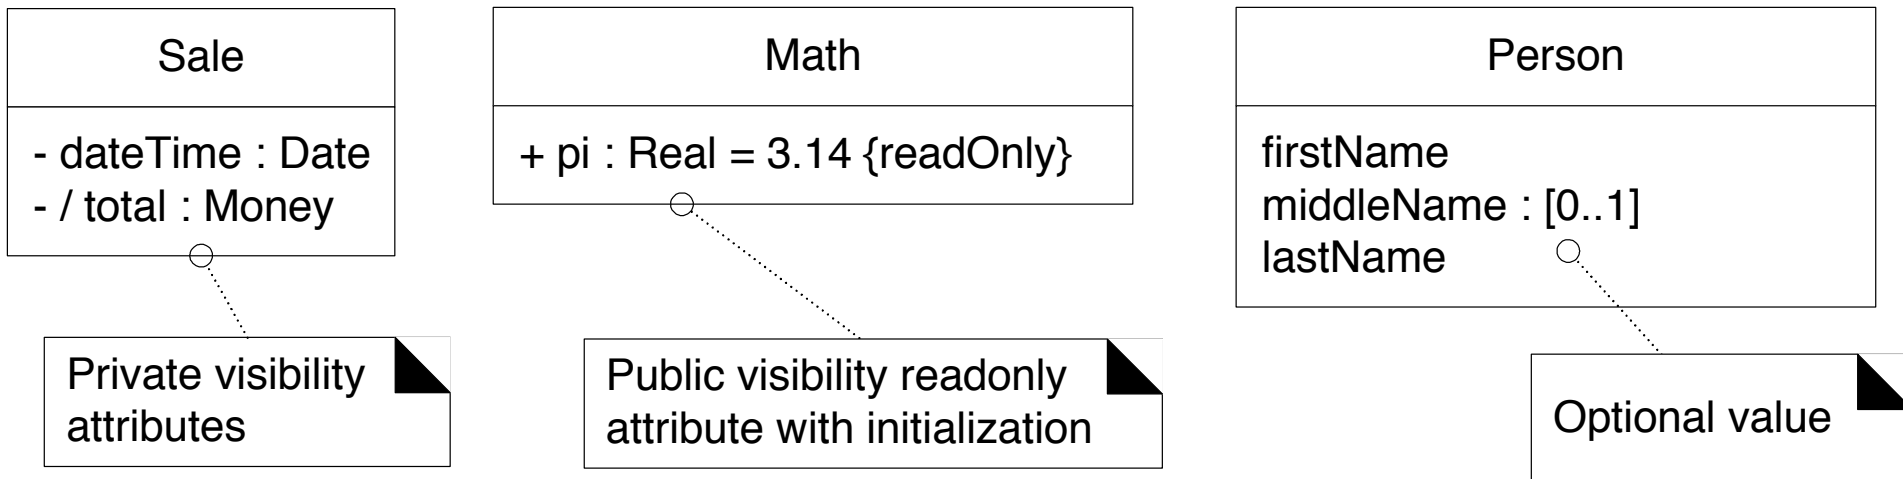 Sale
- dateTime : Date
- / total : Money
Private visibility
attributes
Math
+ pi : Real = 3.14 {readOnly}
Public visibility readonly
attribute with initialization
Person
firstName
middleName : [0..1]
lastName
Optional value